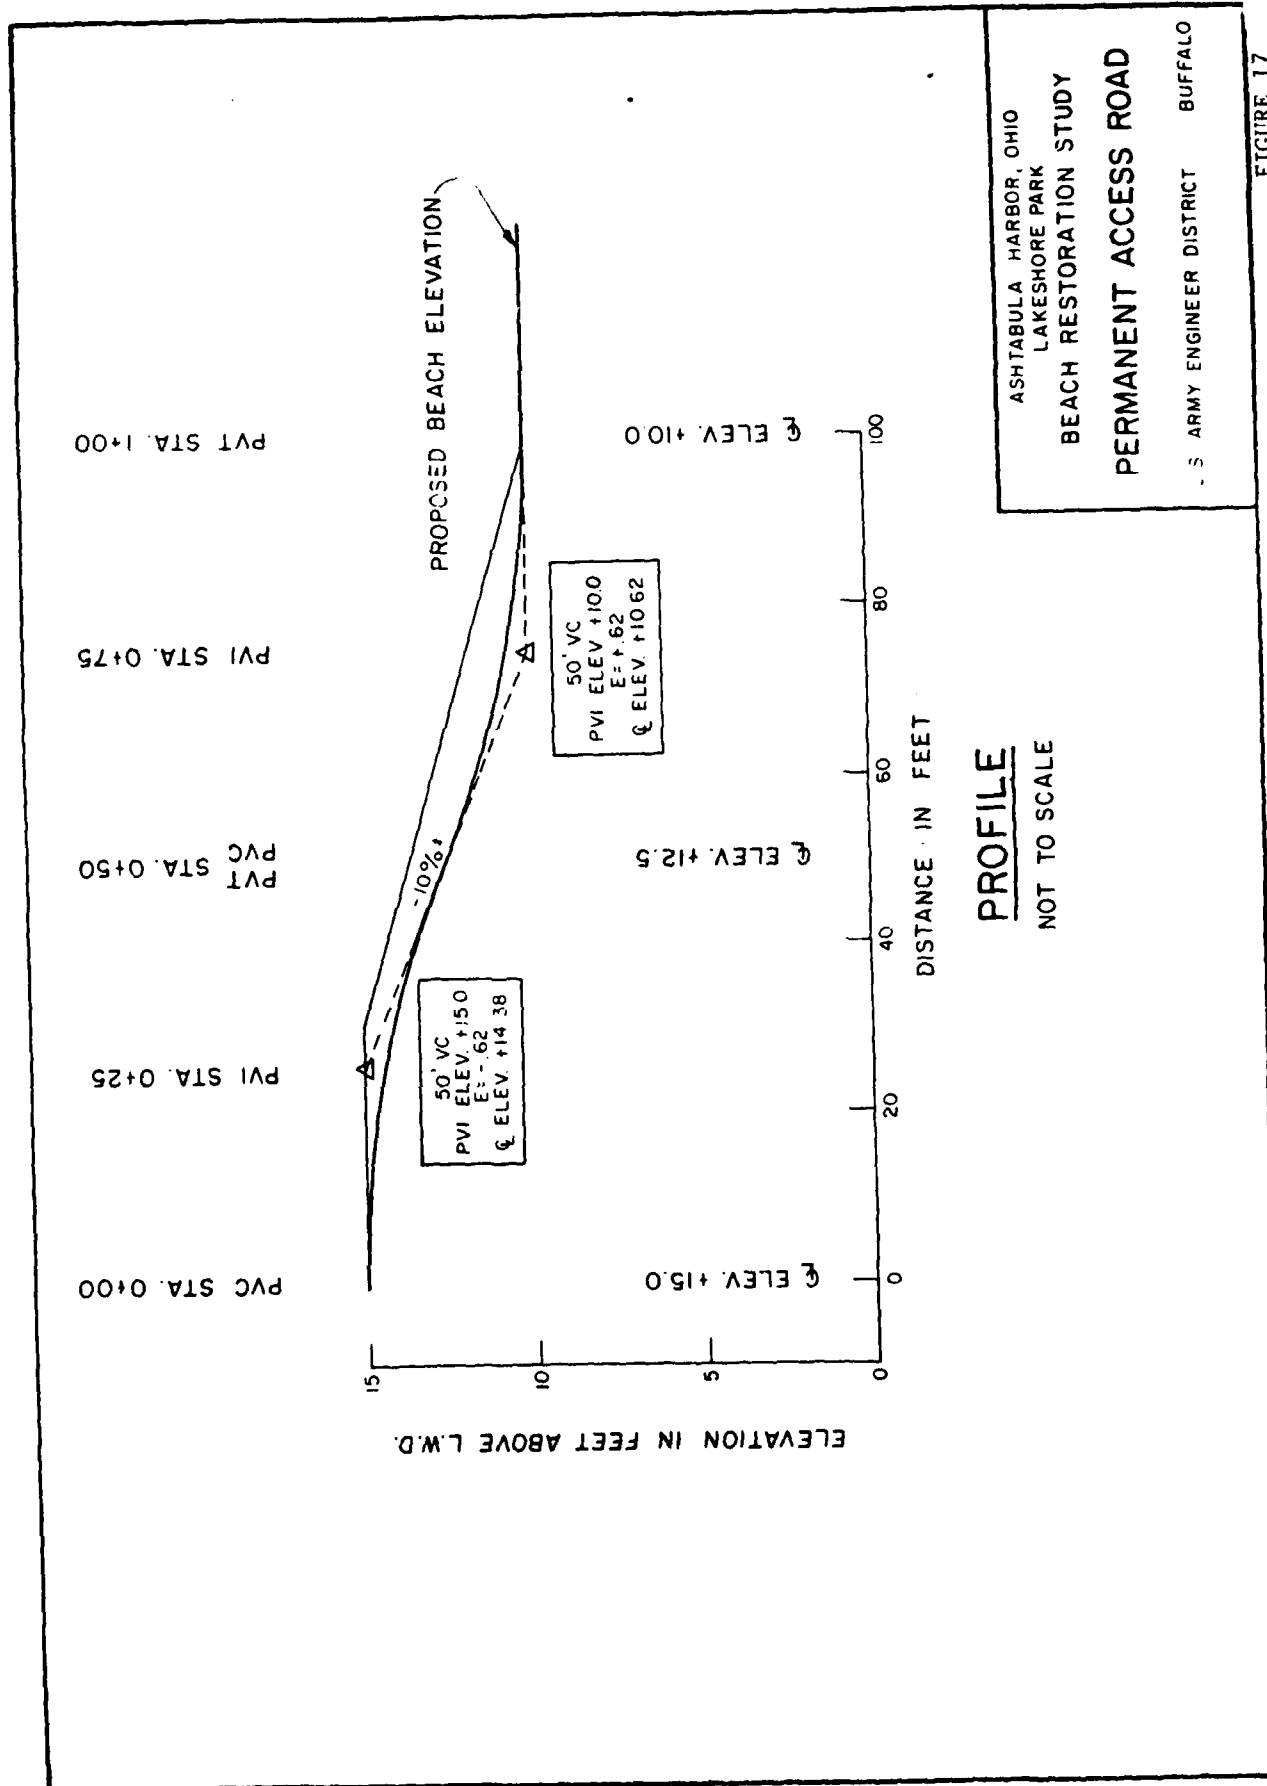 PVC STA. 0+00
PVI STA. 0+25
PVT STA. 0+50
PVC
PVI STA. 0+75
PVT STA. 1+00
PROPOSED BEACH ELEVATION
-10%±
50' VC
PVI ELEV. +15.0
E=-.62
℄ ELEV. +14.38
50' VC
PVI ELEV +10.0
E=+.62
℄ ELEV. +10.62
℄ ELEV. +15.0
℄ ELEV. +12.5
℄ ELEV. +10.0
ELEVATION IN FEET ABOVE L.W.D.
15
10
5
0
0 20 40 60 80 100
DISTANCE IN FEET
PROFILE
NOT TO SCALE
ASHTABULA HARBOR, OHIO
LAKESHORE PARK
BEACH RESTORATION STUDY
PERMANENT ACCESS ROAD
S ARMY ENGINEER DISTRICT BUFFALO
FIGURE 17